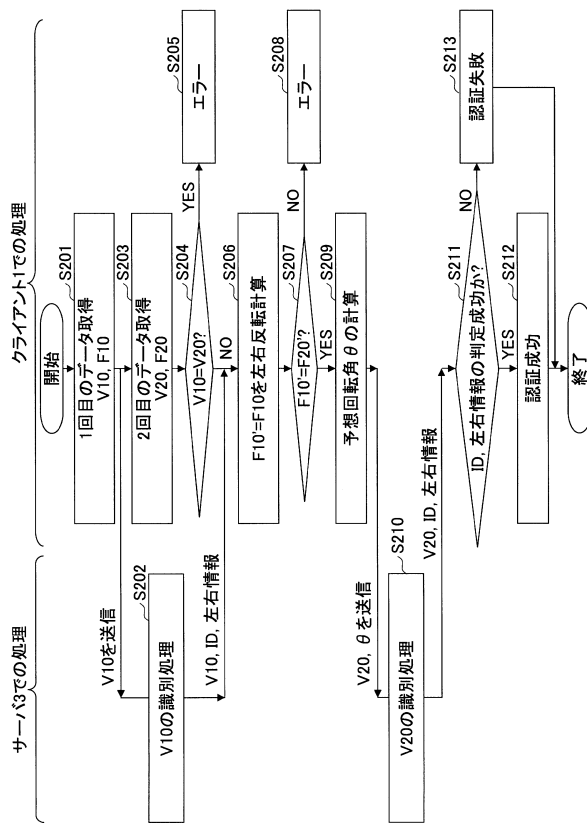 サーバ3での処理
クライアント1での処理
開始
S201
1回目のデータ取得
V10, F10
V10を送信
S202
V10の識別処理
S203
2回目のデータ取得
V20, F20
S204
V10=V20?
YES
S205
エラー
NO
V10, ID, 左右情報
S206
F10'=F10を左右反転計算
S207
F10'=F20'?
NO
S208
エラー
YES
S209
予想回転角θの計算
V20, θを送信
S210
V20の識別処理
V20, ID, 左右情報
S211
ID, 左右情報の判定成功か?
NO
S213
認証失敗
YES
S212
認証成功
終了